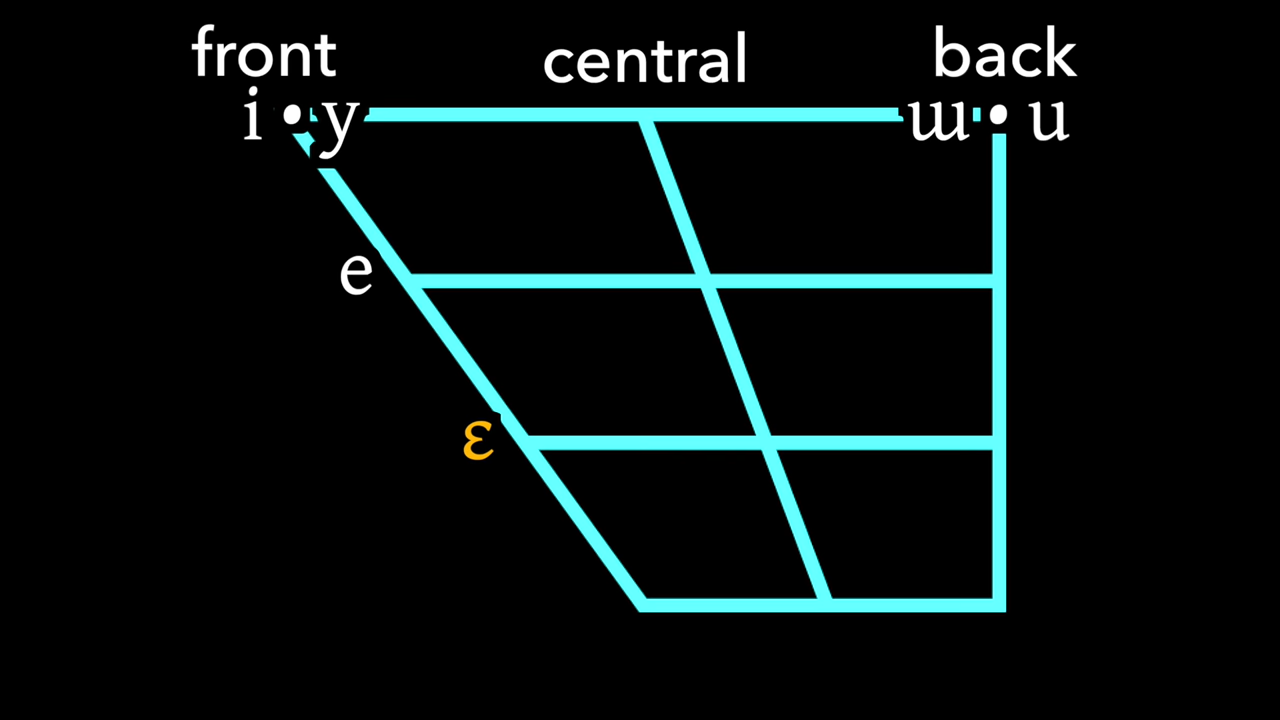 front central back
i • y ɯ • u
e
ɛ